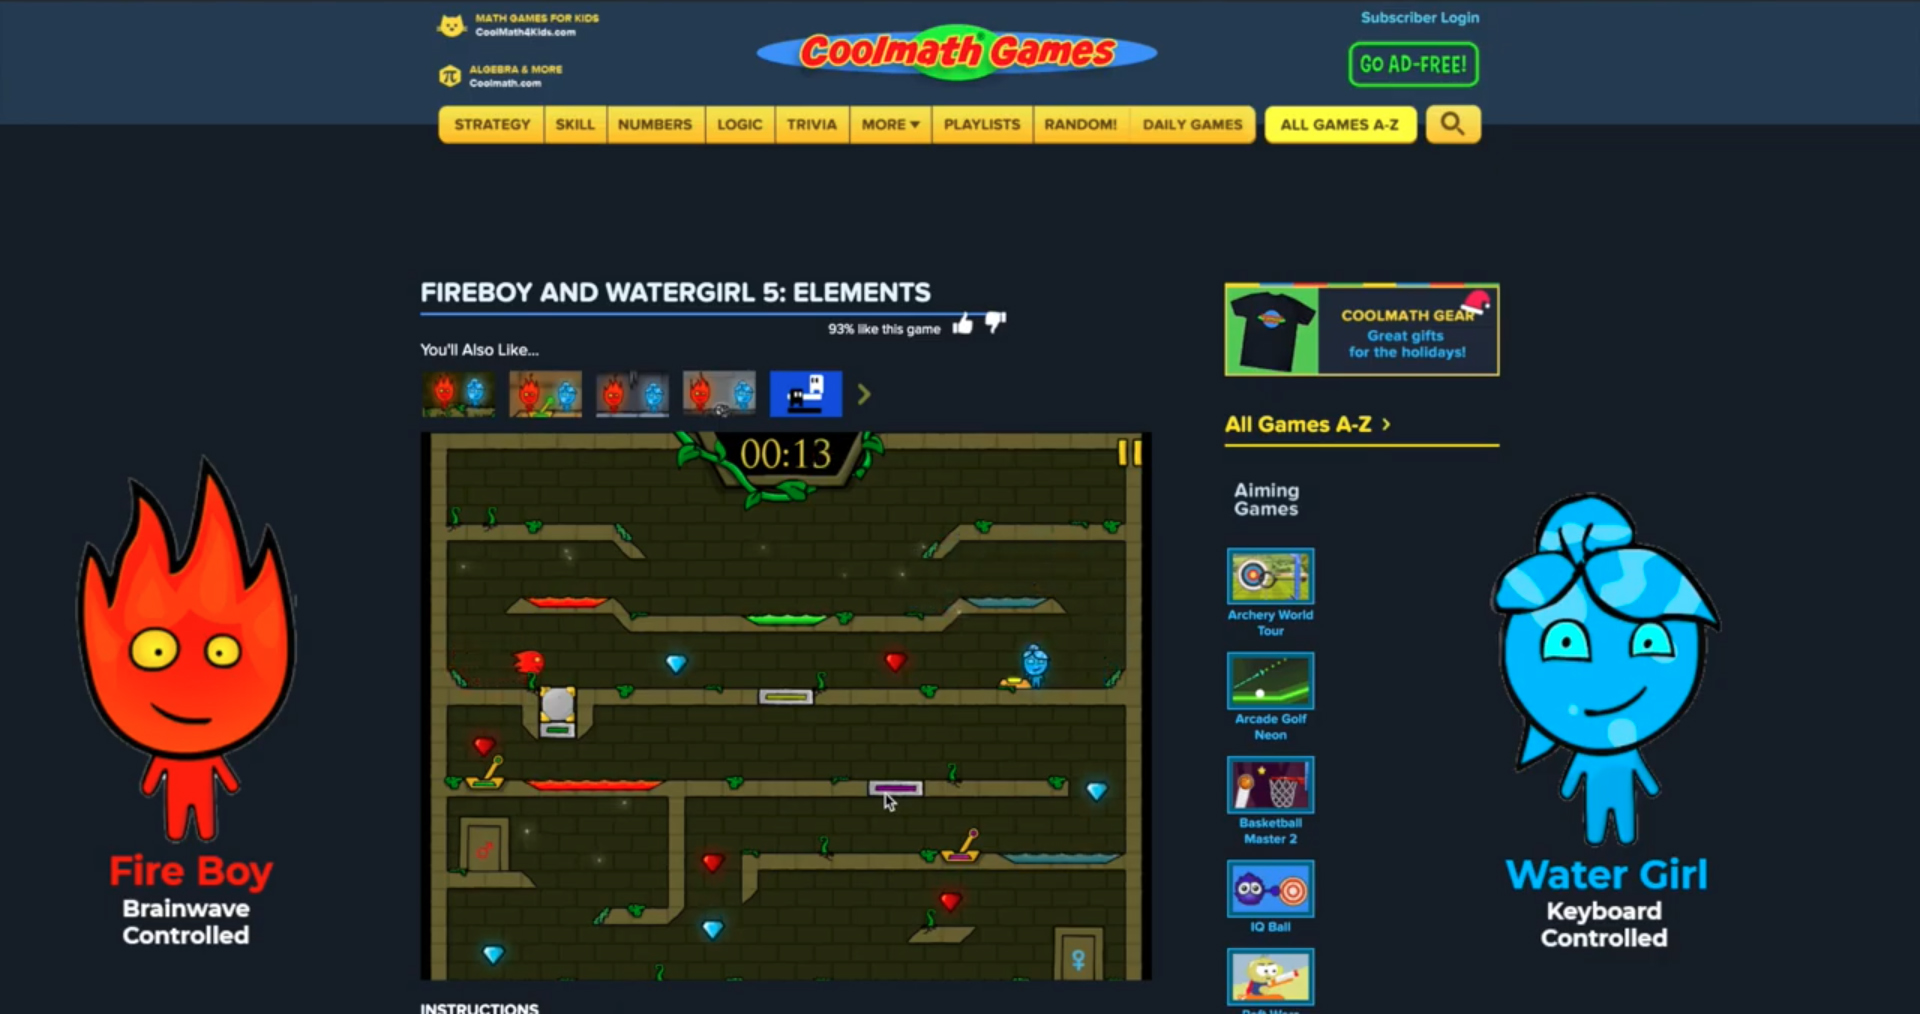 MATH GAMES FOR KIDS
CoolMath4Kids.com
ALGEBRA & MORE
Coolmath.com
Coolmath Games
Subscriber Login
GO AD-FREE!
STRATEGY SKILL NUMBERS LOGIC TRIVIA MORE PLAYLISTS RANDOM! DAILY GAMES ALL GAMES A-Z
FIREBOY AND WATERGIRL 5: ELEMENTS
93% like this game
You'll Also Like...
00:13
COOLMATH GEAR
Great gifts
for the holidays!
All Games A-Z >
Aiming
Games
Archery World
Tour
Arcade Golf
Neon
Basketball
Master 2
IQ Ball
Fire Boy
Brainwave
Controlled
Water Girl
Keyboard
Controlled
INSTRUCTIONS